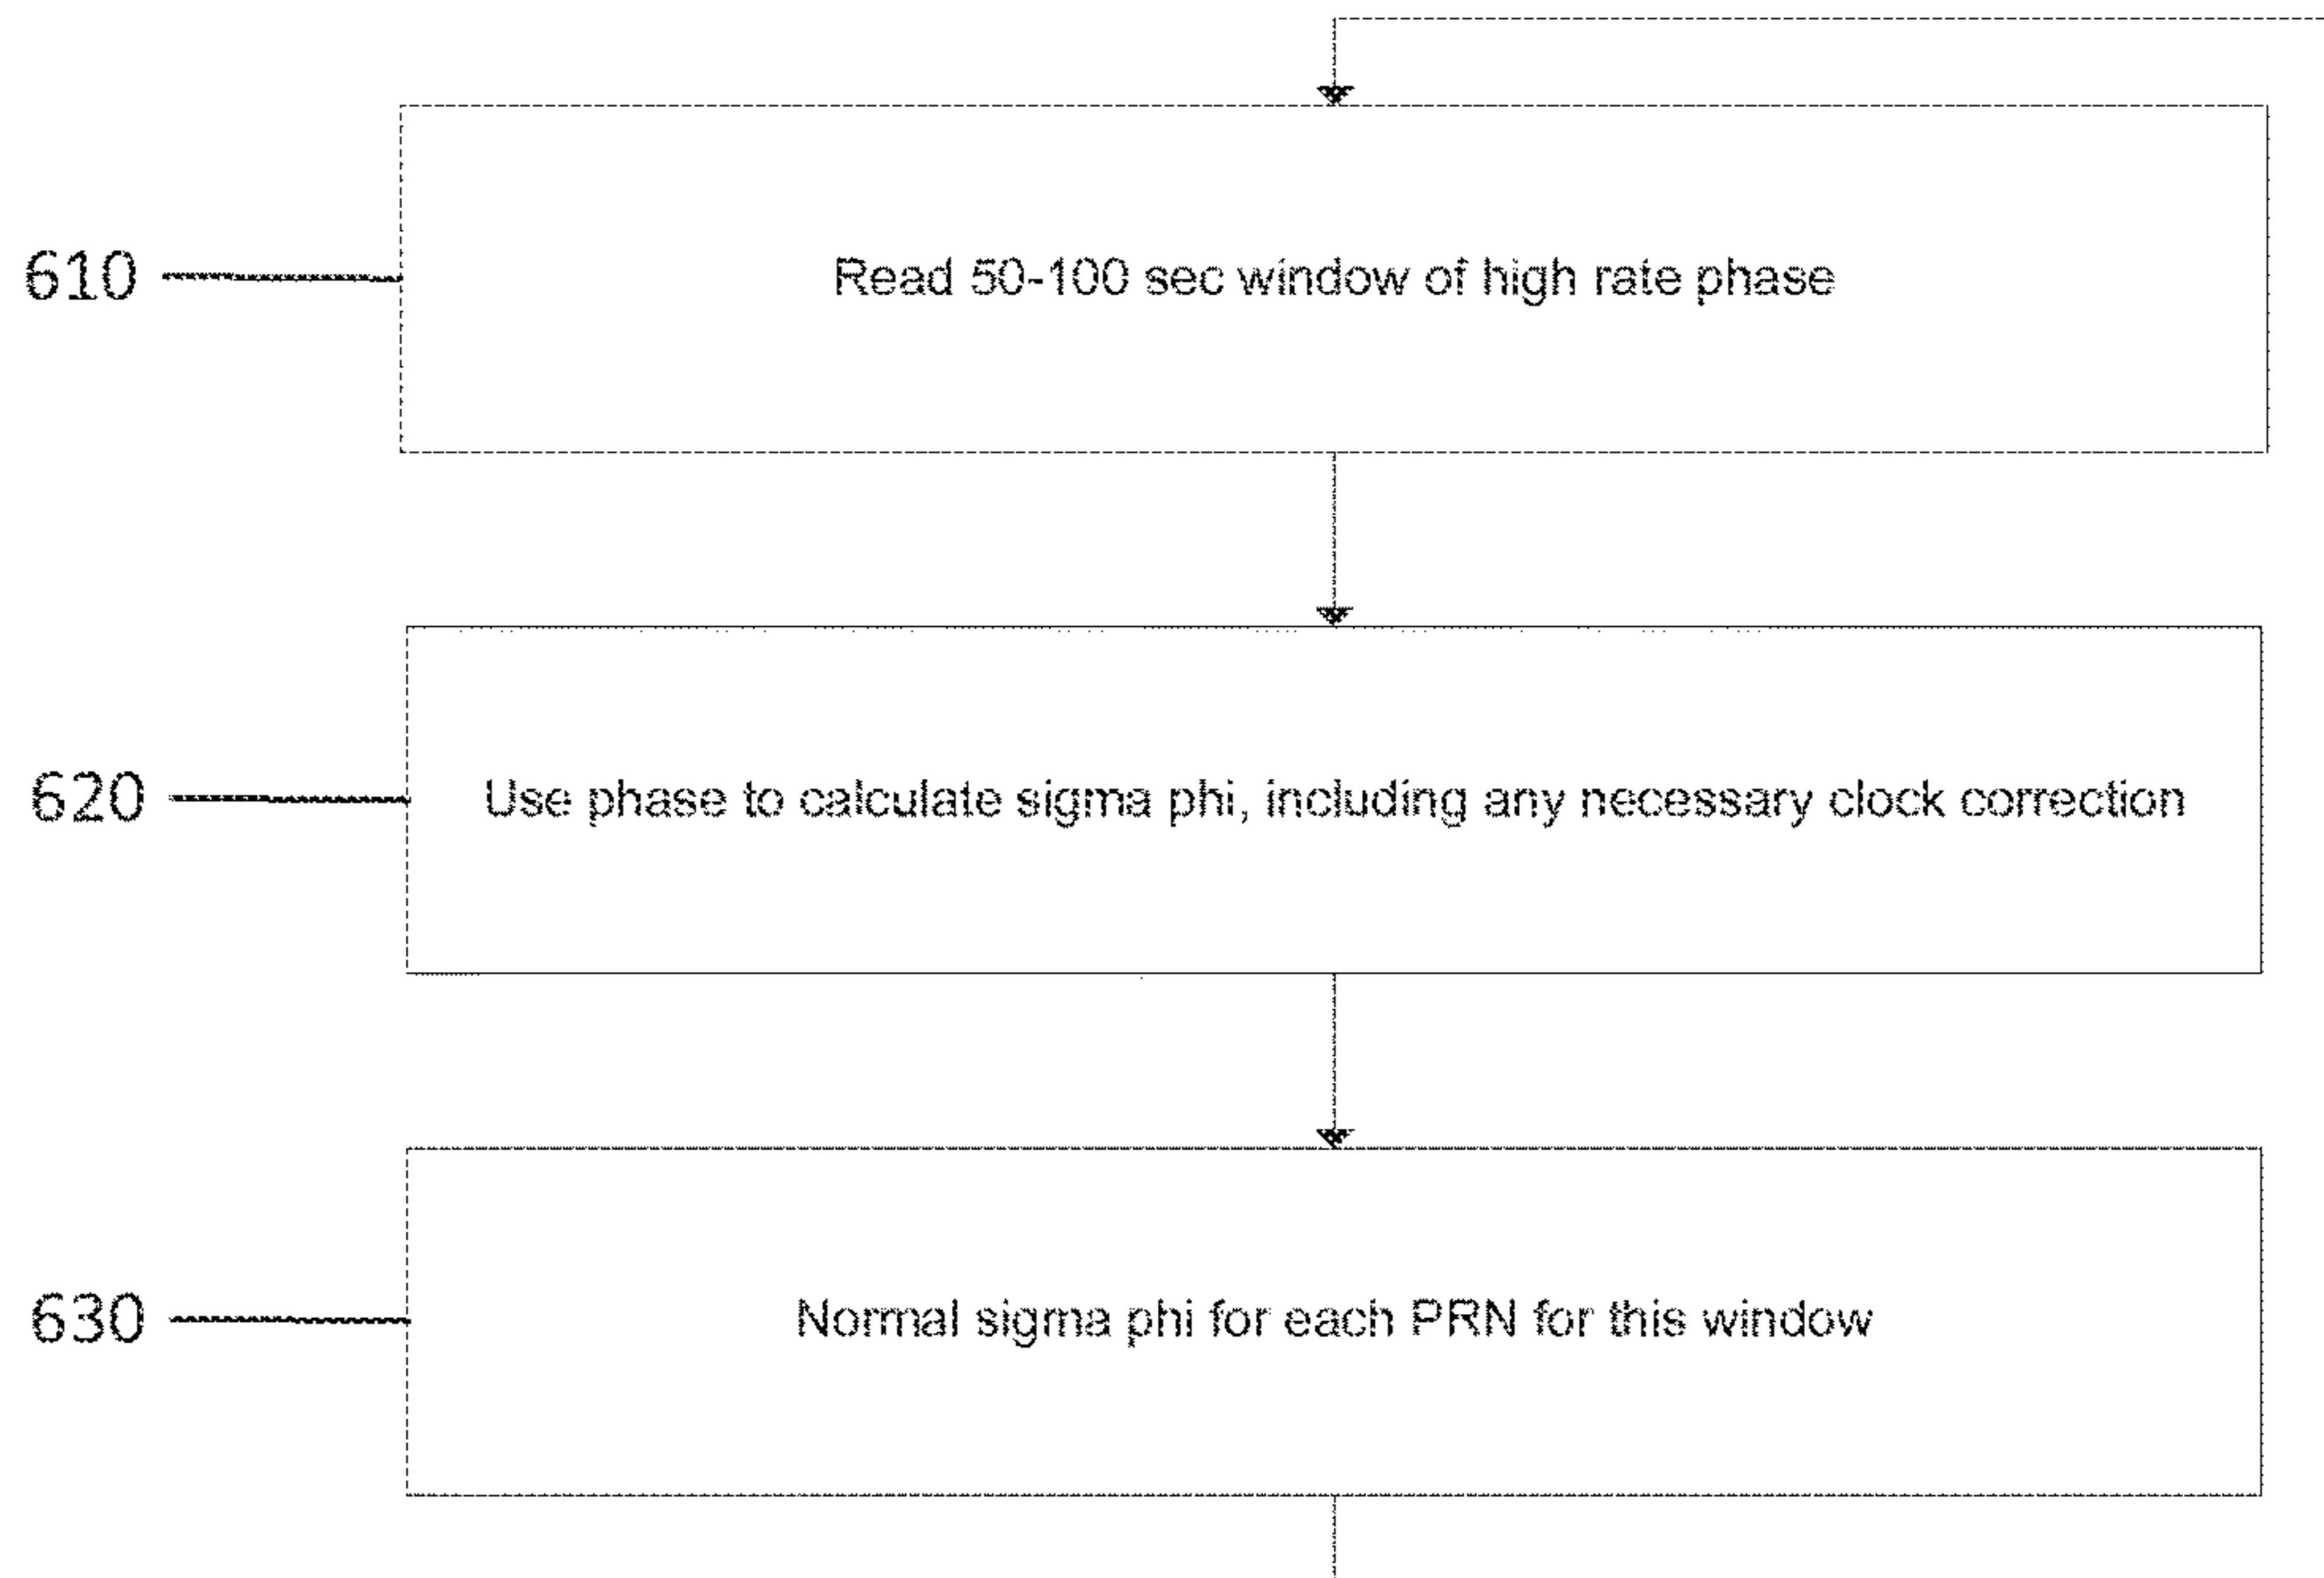 610
Read 50-100 sec window of high rate phase
620
Use phase to calculate sigma phi, including any necessary clock correction
630
Normal sigma phi for each PRN for this window